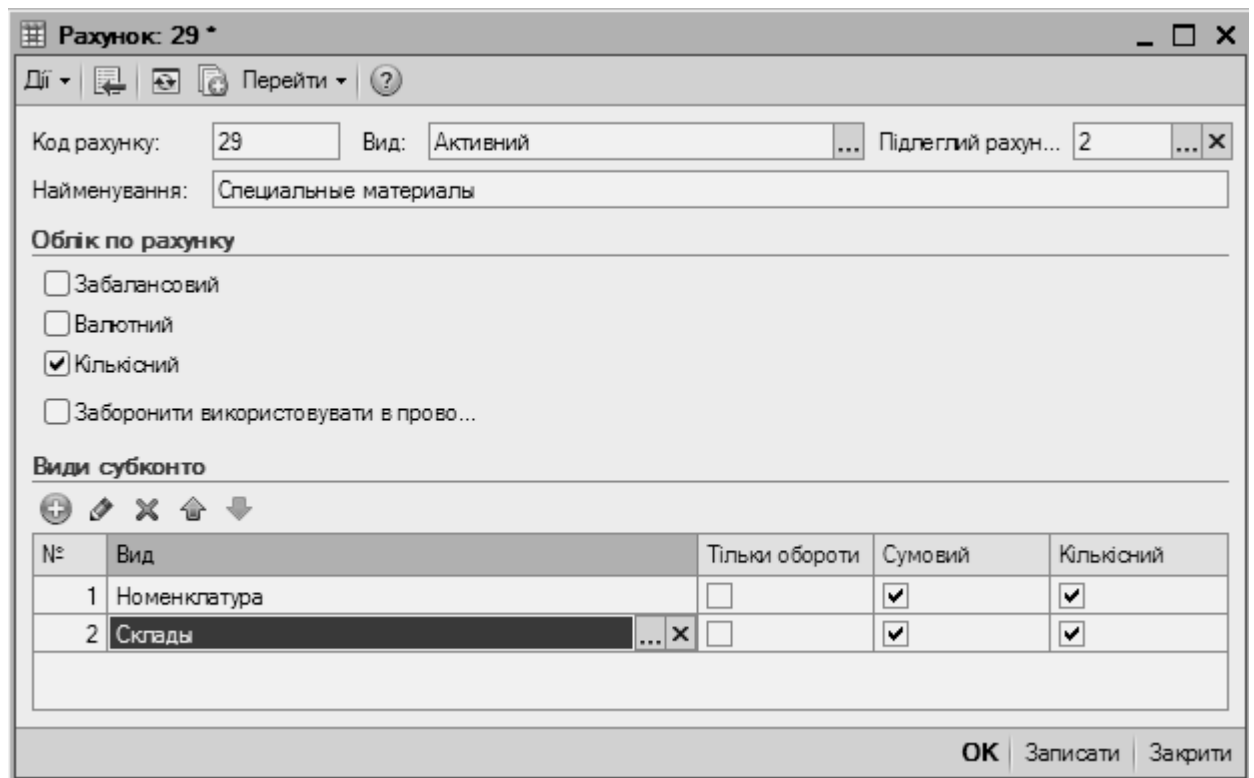 Рахунок: 29 *
Дії Перейти ?
Код рахунку: 29 Вид: Активний ... Підлеглий рахун... 2 ...
Найменування: Специальные материалы
Облік по рахунку
Забалансовий
Валютний
Кількісний
Заборонити використовувати в прово...
Види субконто
№ Вид Тільки обороти Сумовий Кількісний
1 Номенклатура
2 Склады ...
OK Записати Закрити